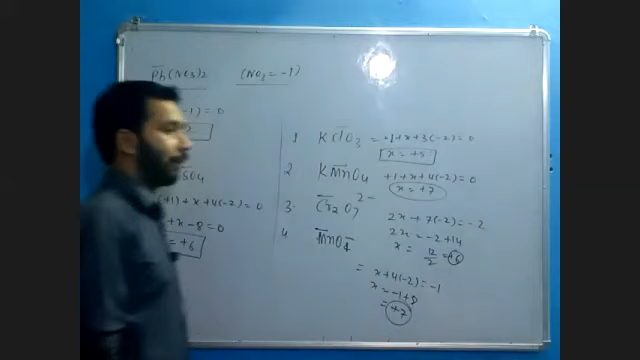 Pb(NO3)2 (NO3 = -1)
-1) = 0
SO4
(+1)+x+4(-2)=0
+x-8=0
= +6
1 KClO3 = +1+x+3(-2)=0
x = +5
2 KMnO4 +1+x+4(-2)=0
x = +7
3. Cr2O7 2-
2x+7(-2)=-2
2x = -2+14
x = 12/2 = +6
4 MnO4-
= x+4(-2)=-1
x = -1+8
= +7